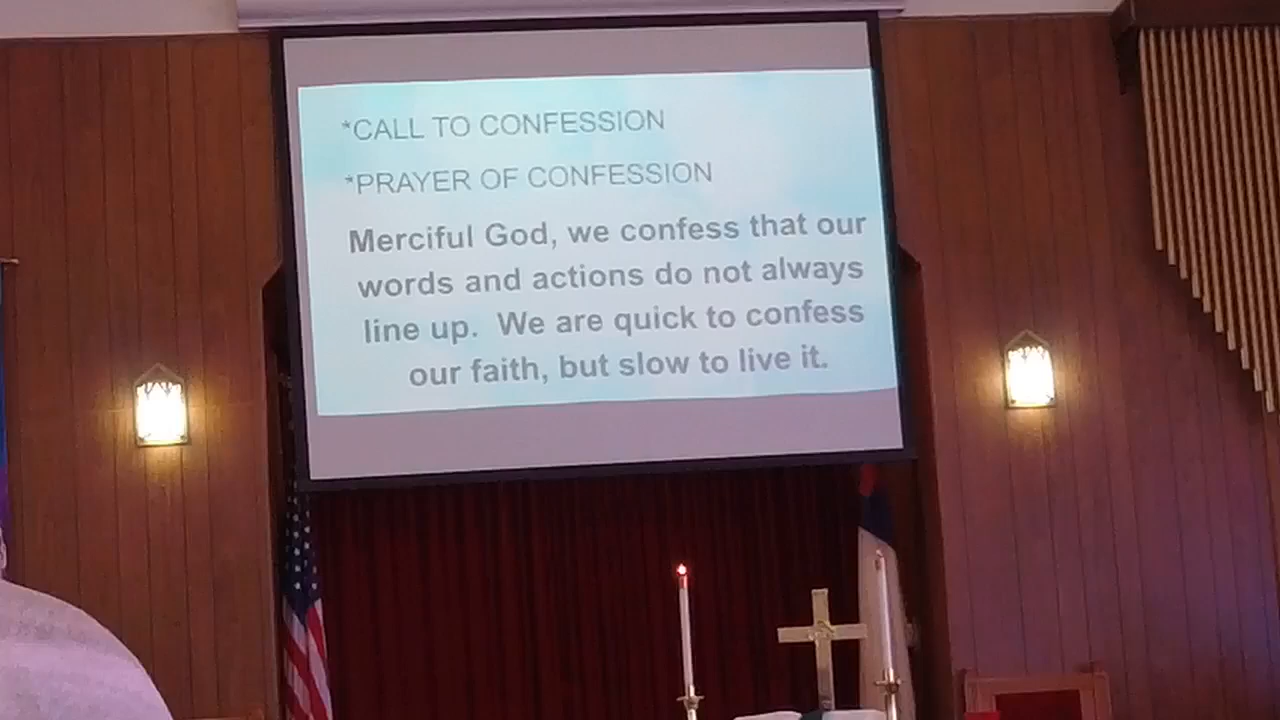 *CALL TO CONFESSION
*PRAYER OF CONFESSION
Merciful God, we confess that our
words and actions do not always
line up.  We are quick to confess
our faith, but slow to live it.